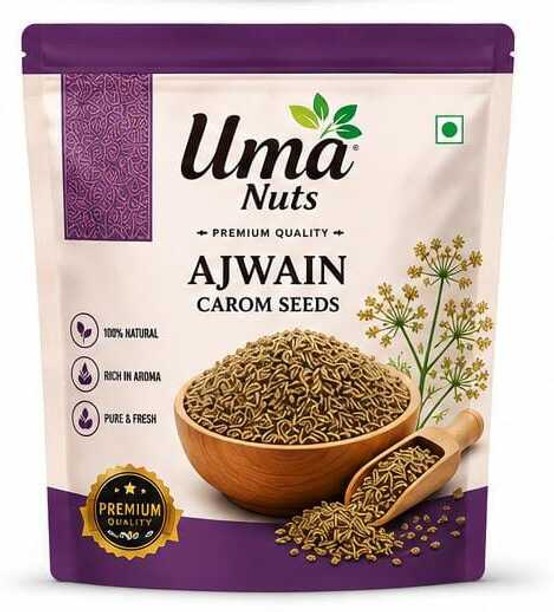 Uma
Nuts
PREMIUM QUALITY
AJWAIN
CAROM SEEDS
100% NATURAL
RICH IN AROMA
PURE & FRESH
PREMIUM
QUALITY